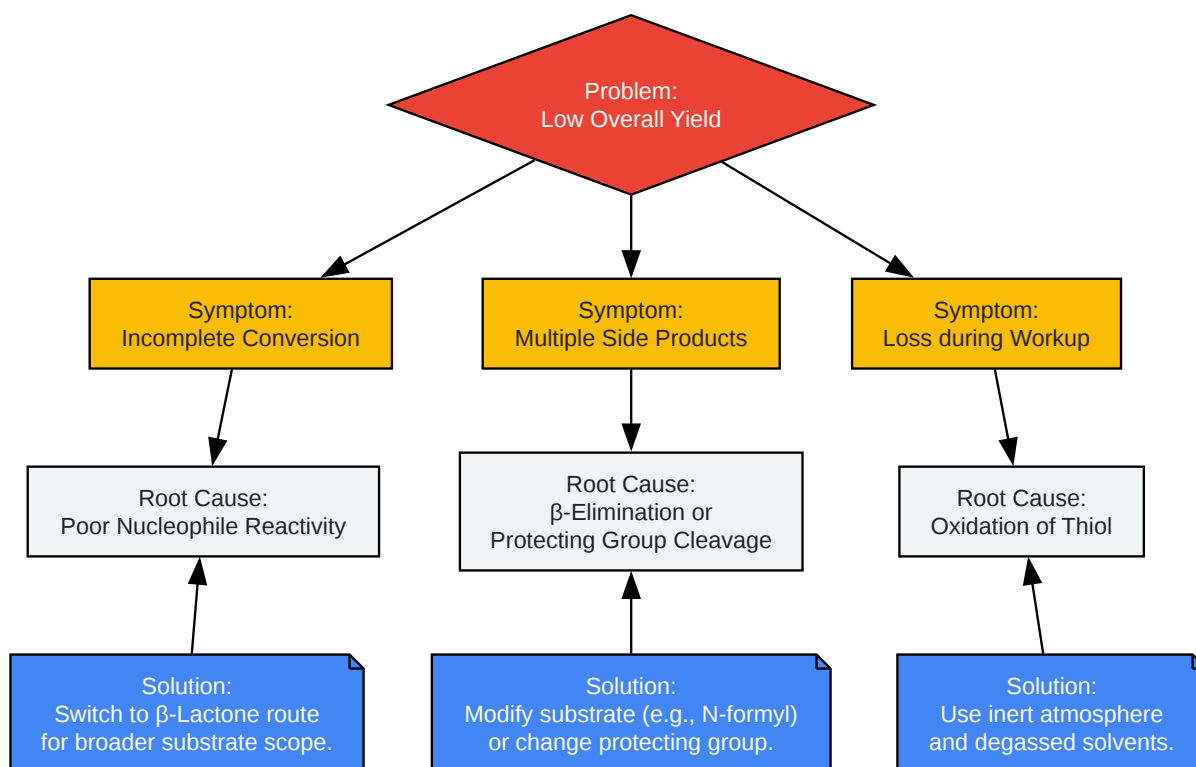 Problem:
Low Overall Yield
Symptom:
Incomplete Conversion
Symptom:
Multiple Side Products
Symptom:
Loss during Workup
Root Cause:
Poor Nucleophile Reactivity
Root Cause:
β-Elimination or
Protecting Group Cleavage
Root Cause:
Oxidation of Thiol
Solution:
Switch to β-Lactone route
for broader substrate scope.
Solution:
Modify substrate (e.g., N-formyl)
or change protecting group.
Solution:
Use inert atmosphere
and degassed solvents.